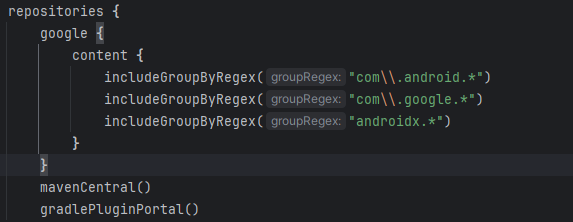 repositories {
google {
content {
includeGroupByRegex( groupRegex: "com\\.android.*")
includeGroupByRegex( groupRegex: "com\\.google.*")
includeGroupByRegex( groupRegex: "androidx.*")
}
}
mavenCentral()
gradlePluginPortal()